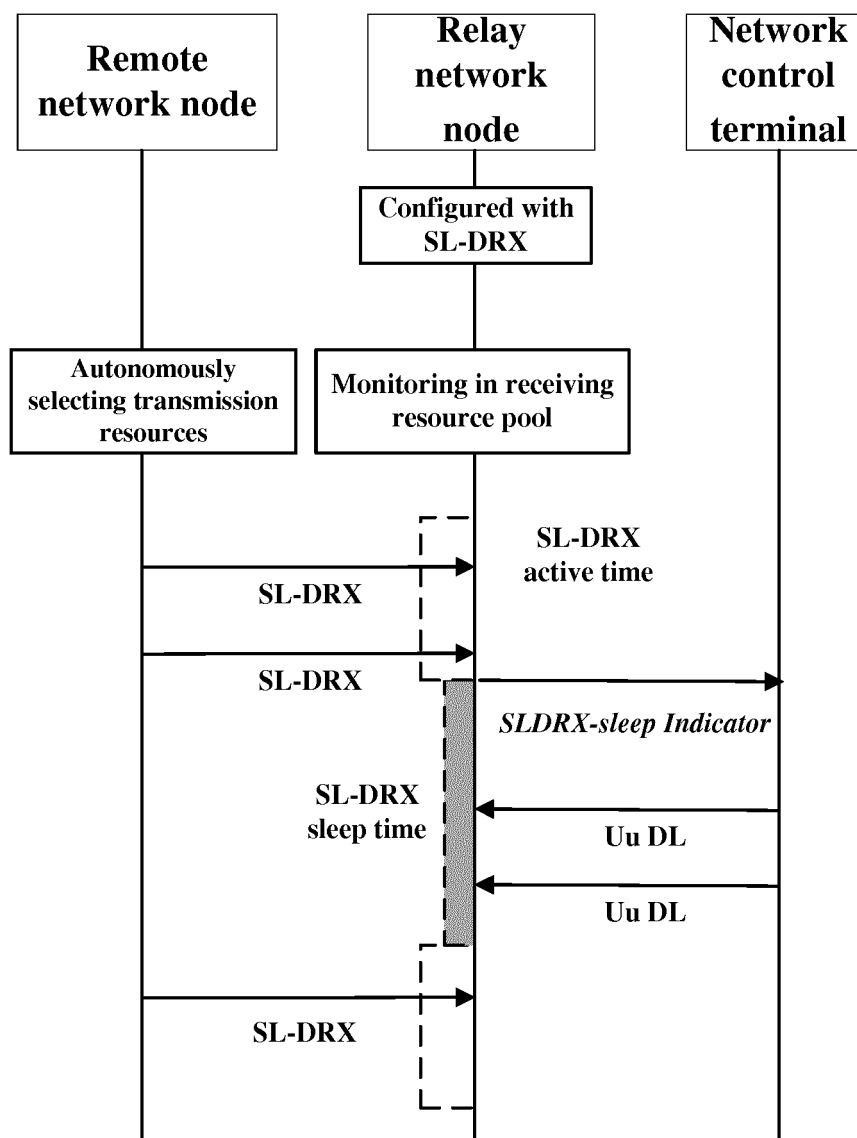 Remote
network node
Relay
network
node
Network
control
terminal
Configured with
SL-DRX
Autonomously
selecting transmission
resources
Monitoring in receiving
resource pool
SL-DRX
active time
SL-DRX
SL-DRX
SLDRX-sleep Indicator
SL-DRX
sleep time
Uu DL
Uu DL
SL-DRX